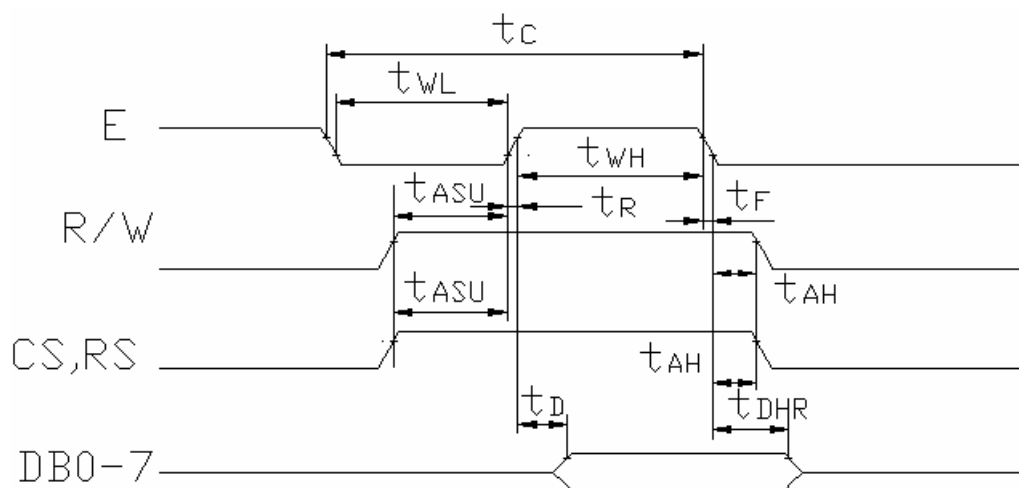 tC
tWL
E
tWH
tASU
tR
tF
R/W
tASU
tAH
CS,RS
tAH
tD
tDHR
DB0-7